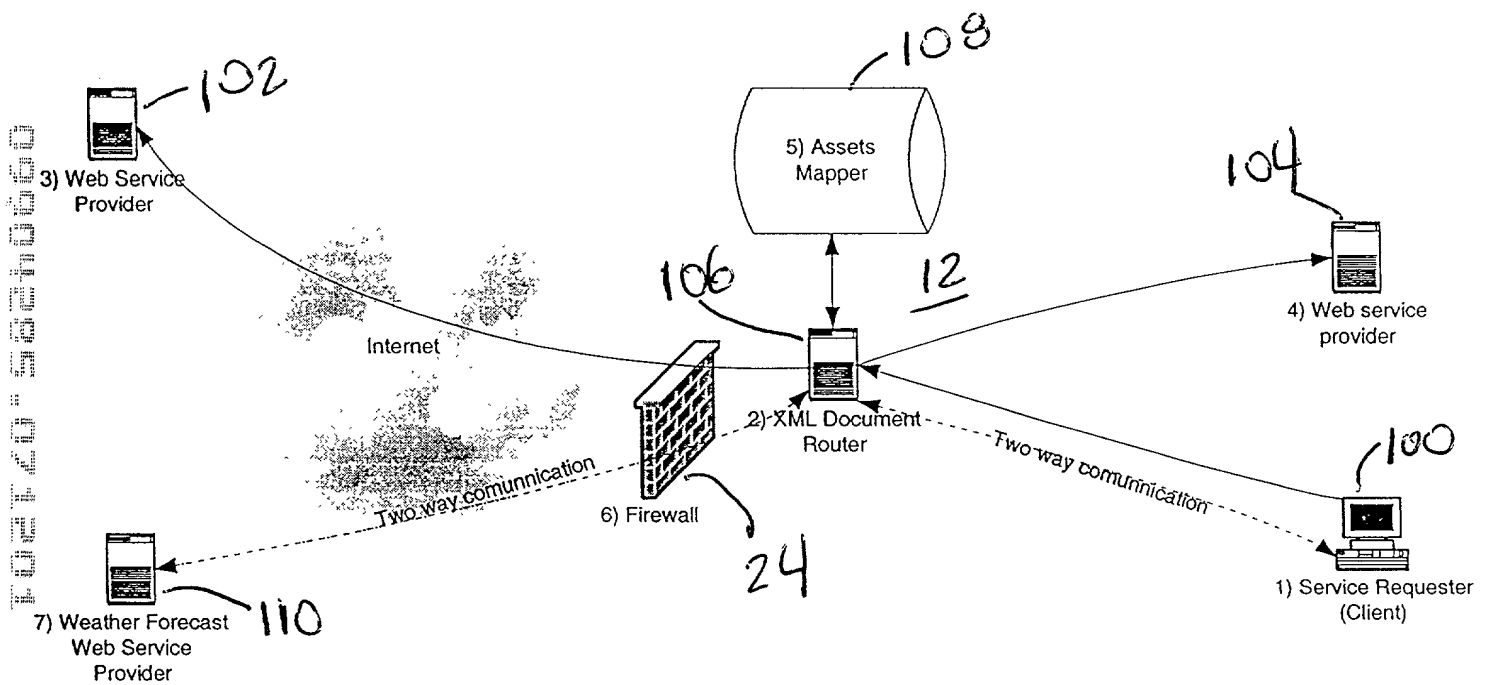 108
102
5) Assets
Mapper
3) Web Service
Provider
104
106
12
4) Web service
provider
Internet
2) XML Document
Router
Two way comunnication
100
Two way comunnication
6) Firewall
24
1) Service Requester
(Client)
7) Weather Forecast
Web Service
Provider
110